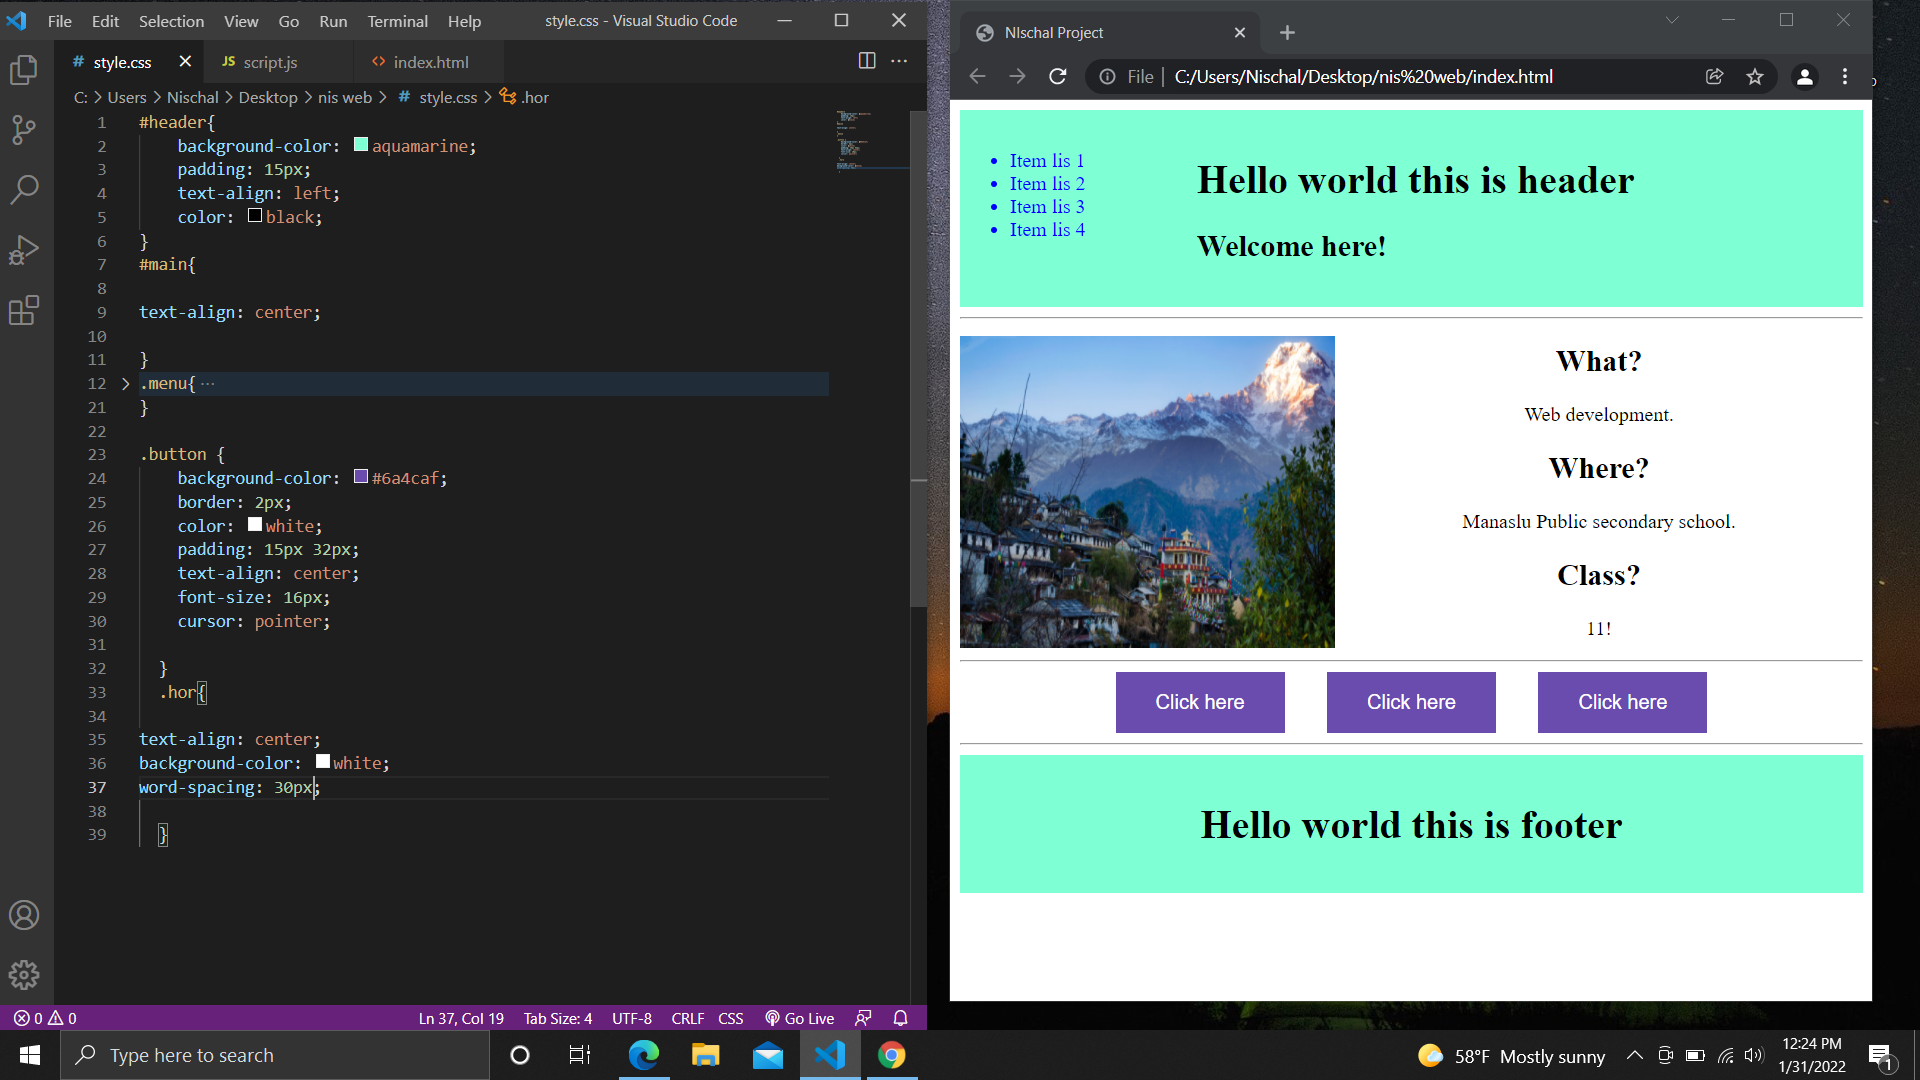 File Edit Selection View Go Run Terminal Help style.css - Visual Studio Code
# style.css JS script.js <> index.html
C: > Users > Nischal > Desktop > nis web > # style.css > .hor
1 #header{
2 background-color: aquamarine;
3 padding: 15px;
4 text-align: left;
5 color: black;
6 }
7 #main{
8
9 text-align: center;
10
11 }
12 > .menu{ ...
21 }
22
23 .button {
24 background-color: #6a4caf;
25 border: 2px;
26 color: white;
27 padding: 15px 32px;
28 text-align: center;
29 font-size: 16px;
30 cursor: pointer;
31
32 }
33 .hor{
34
35 text-align: center;
36 background-color: white;
37 word-spacing: 30px;
38
39 }
0 0 Ln 37, Col 19 Tab Size: 4 UTF-8 CRLF CSS Go Live
NIschal Project
File | C:/Users/Nischal/Desktop/nis%20web/index.html
• Item lis 1
• Item lis 2
• Item lis 3
• Item lis 4
Hello world this is header
Welcome here!
What?
Web development.
Where?
Manaslu Public secondary school.
Class?
11!
Click here Click here Click here
Hello world this is footer
Type here to search
58°F Mostly sunny
12:24 PM
1/31/2022
1